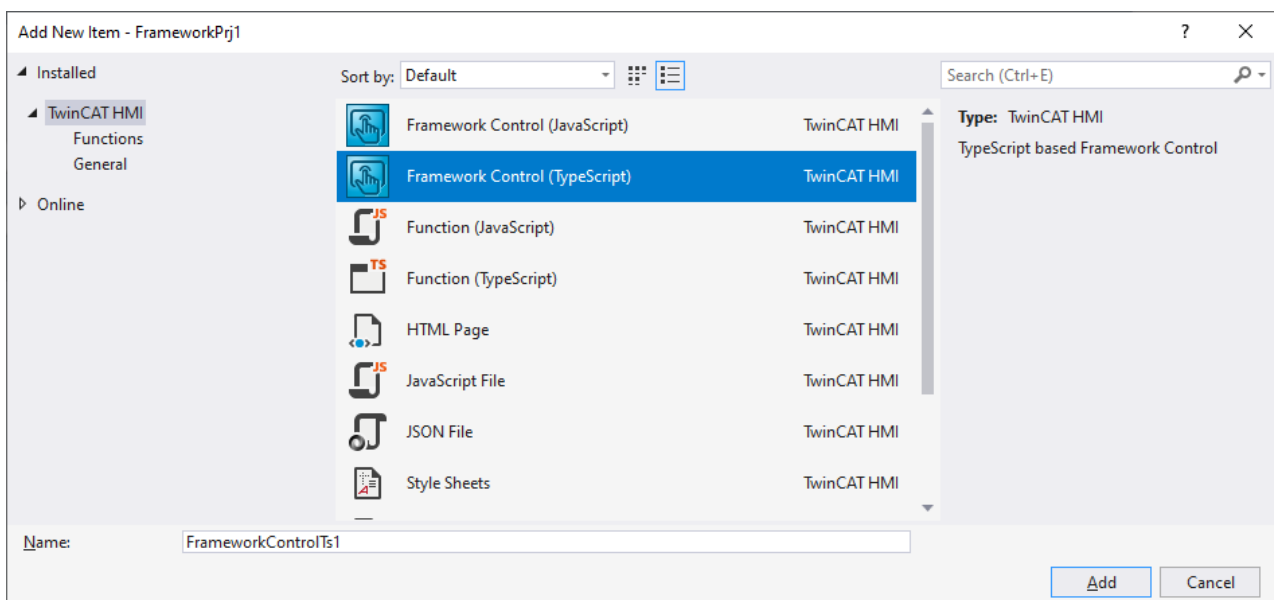 Add New Item - FrameworkPrj1
?
Installed
Sort by: Default
Search (Ctrl+E)
TwinCAT HMI
Functions
General
Online
Framework Control (JavaScript) TwinCAT HMI
Framework Control (TypeScript) TwinCAT HMI
JS
Function (JavaScript) TwinCAT HMI
TS
Function (TypeScript) TwinCAT HMI
HTML Page TwinCAT HMI
JS
JavaScript File TwinCAT HMI
JSON File TwinCAT HMI
A
Style Sheets TwinCAT HMI
Type: TwinCAT HMI
TypeScript based Framework Control
Name: FrameworkControlTs1
Add Cancel